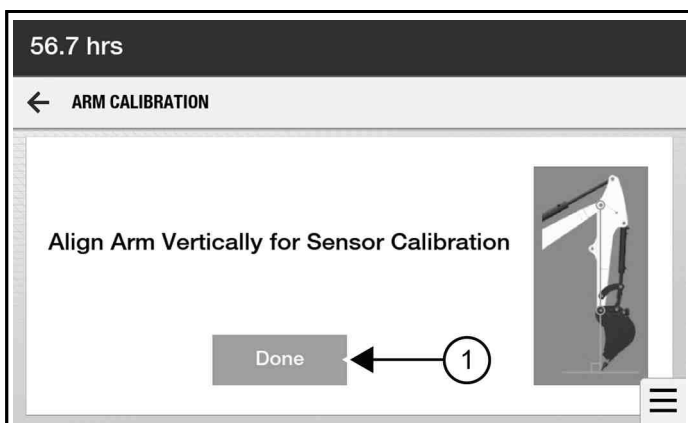 56.7 hrs
ARM CALIBRATION
Align Arm Vertically for Sensor Calibration
Done
1